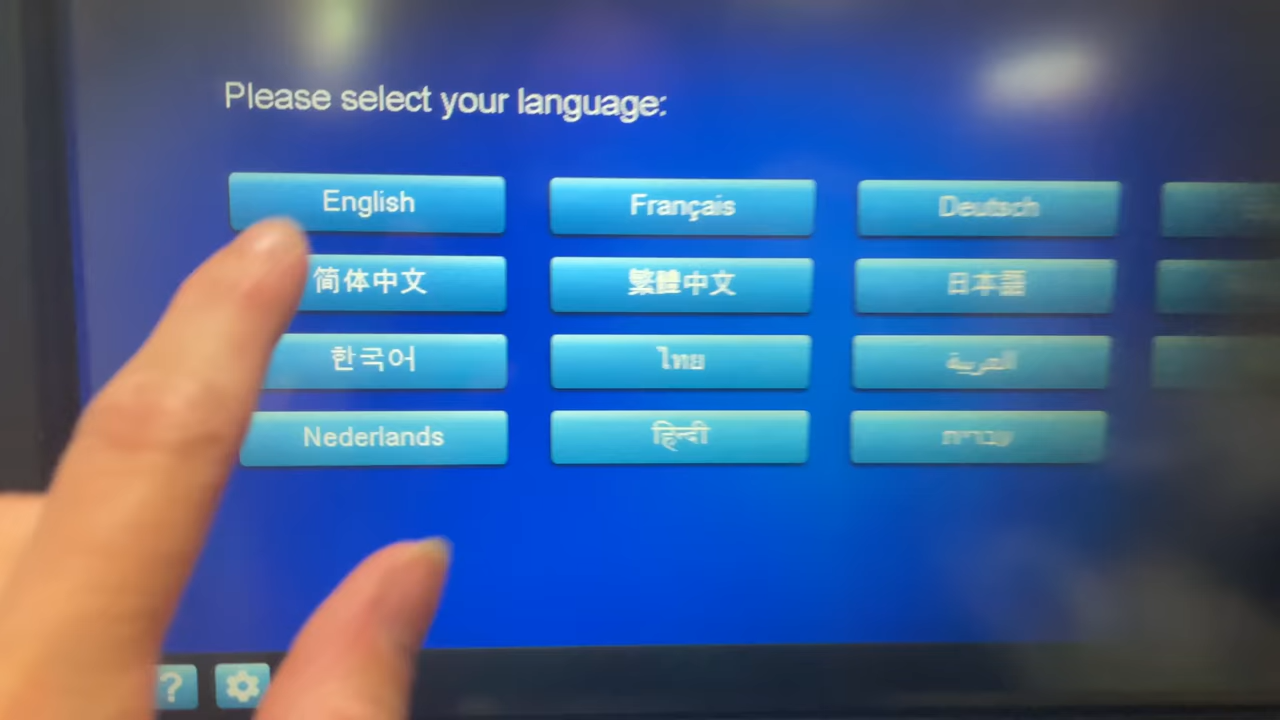 Please select your language:
English
Français
Deutsch
简体中文
繁體中文
日本語
한국어
ไทย
العربية
Nederlands
हिन्दी
עברית
?